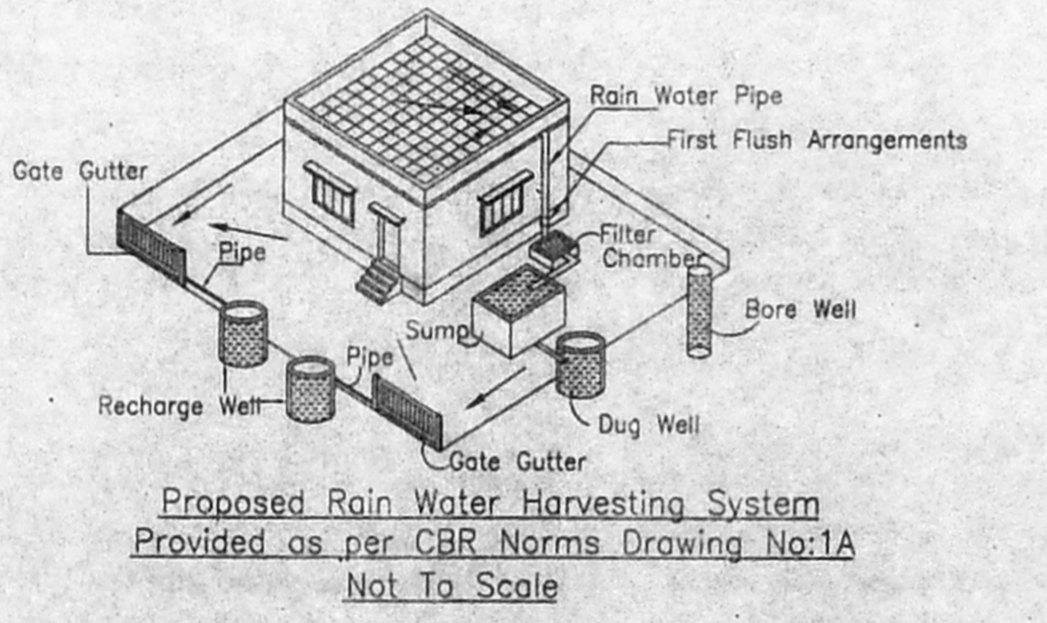 Rain Water Pipe
First Flush Arrangements
Gate Gutter
Filter
Chamber
Pipe
Bore Well
Sump
Pipe
Recharge Well
Dug Well
Gate Gutter
Proposed Rain Water Harvesting System
Provided as per CBR Norms Drawing No:1A
Not To Scale